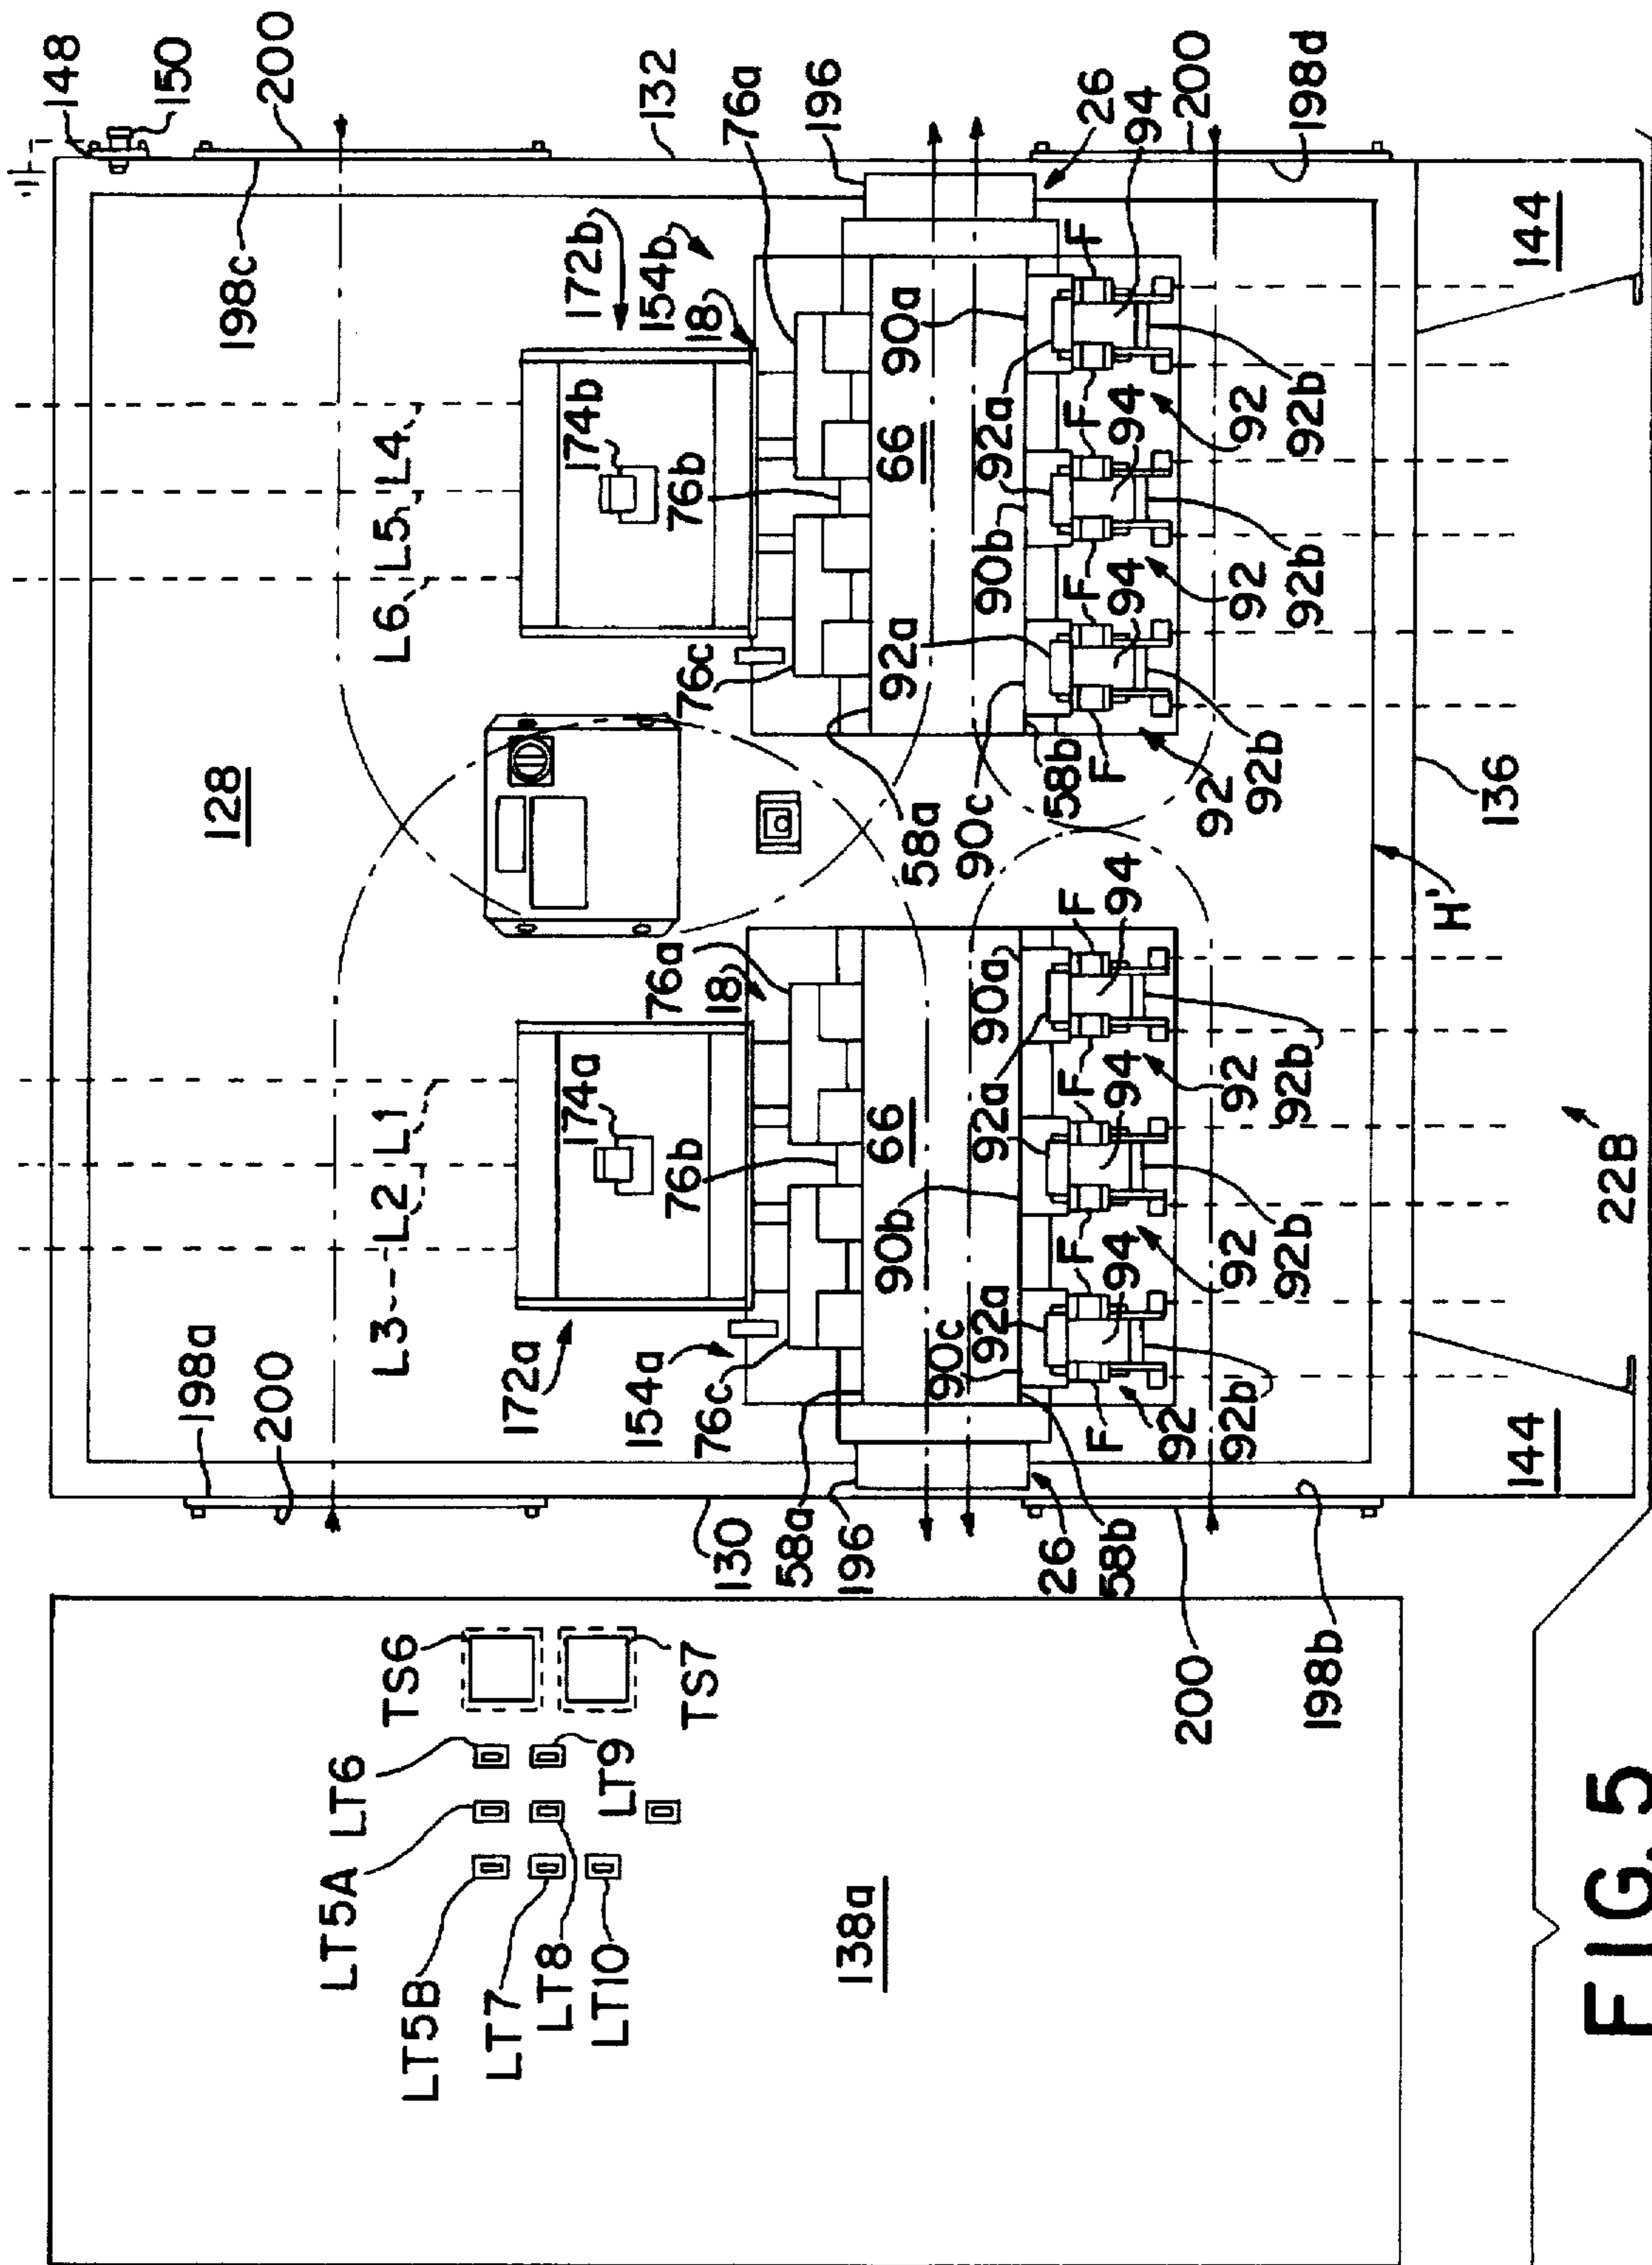 148
150
200
198c
132
76a
196
26
200
94
198d
144
128
L6
L5
L4
172b
154b
18
174b
76b
76c
66
90a
92a
90b
92a
58a
90c
58b
F
F
F
F
F
F
94
94
94
92
92
92
92b
92b
92b
136
H'
198a
200
L3
L2
L1
172a
174a
76b
76a
18
154a
76c
66
90b
90a
92a
92a
90c
58a
196
130
26
58b
F
F
F
F
F
F
94
94
94
92
92
92
92b
92b
92b
144
22B
200
198b
TS6
TS7
LT6
LT9
LT5A
LT5B
LT7
LT8
LT10
138a
FIG. 5